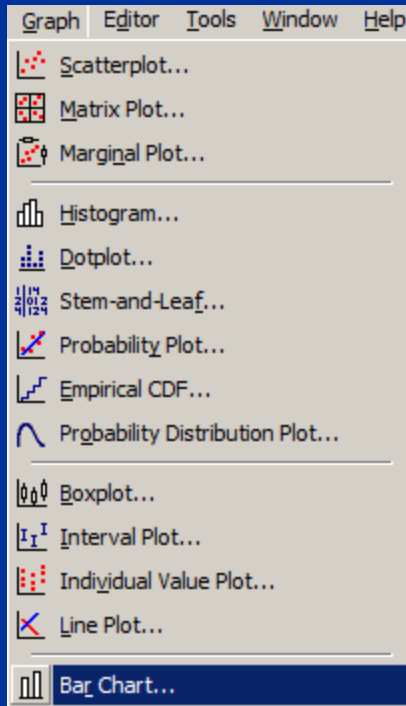 Graph Editor Tools Window Help
Scatterplot...
Matrix Plot...
Marginal Plot...
Histogram...
Dotplot...
Stem-and-Leaf...
Probability Plot...
Empirical CDF...
Probability Distribution Plot...
Boxplot...
Interval Plot...
Individual Value Plot...
Line Plot...
Bar Chart...